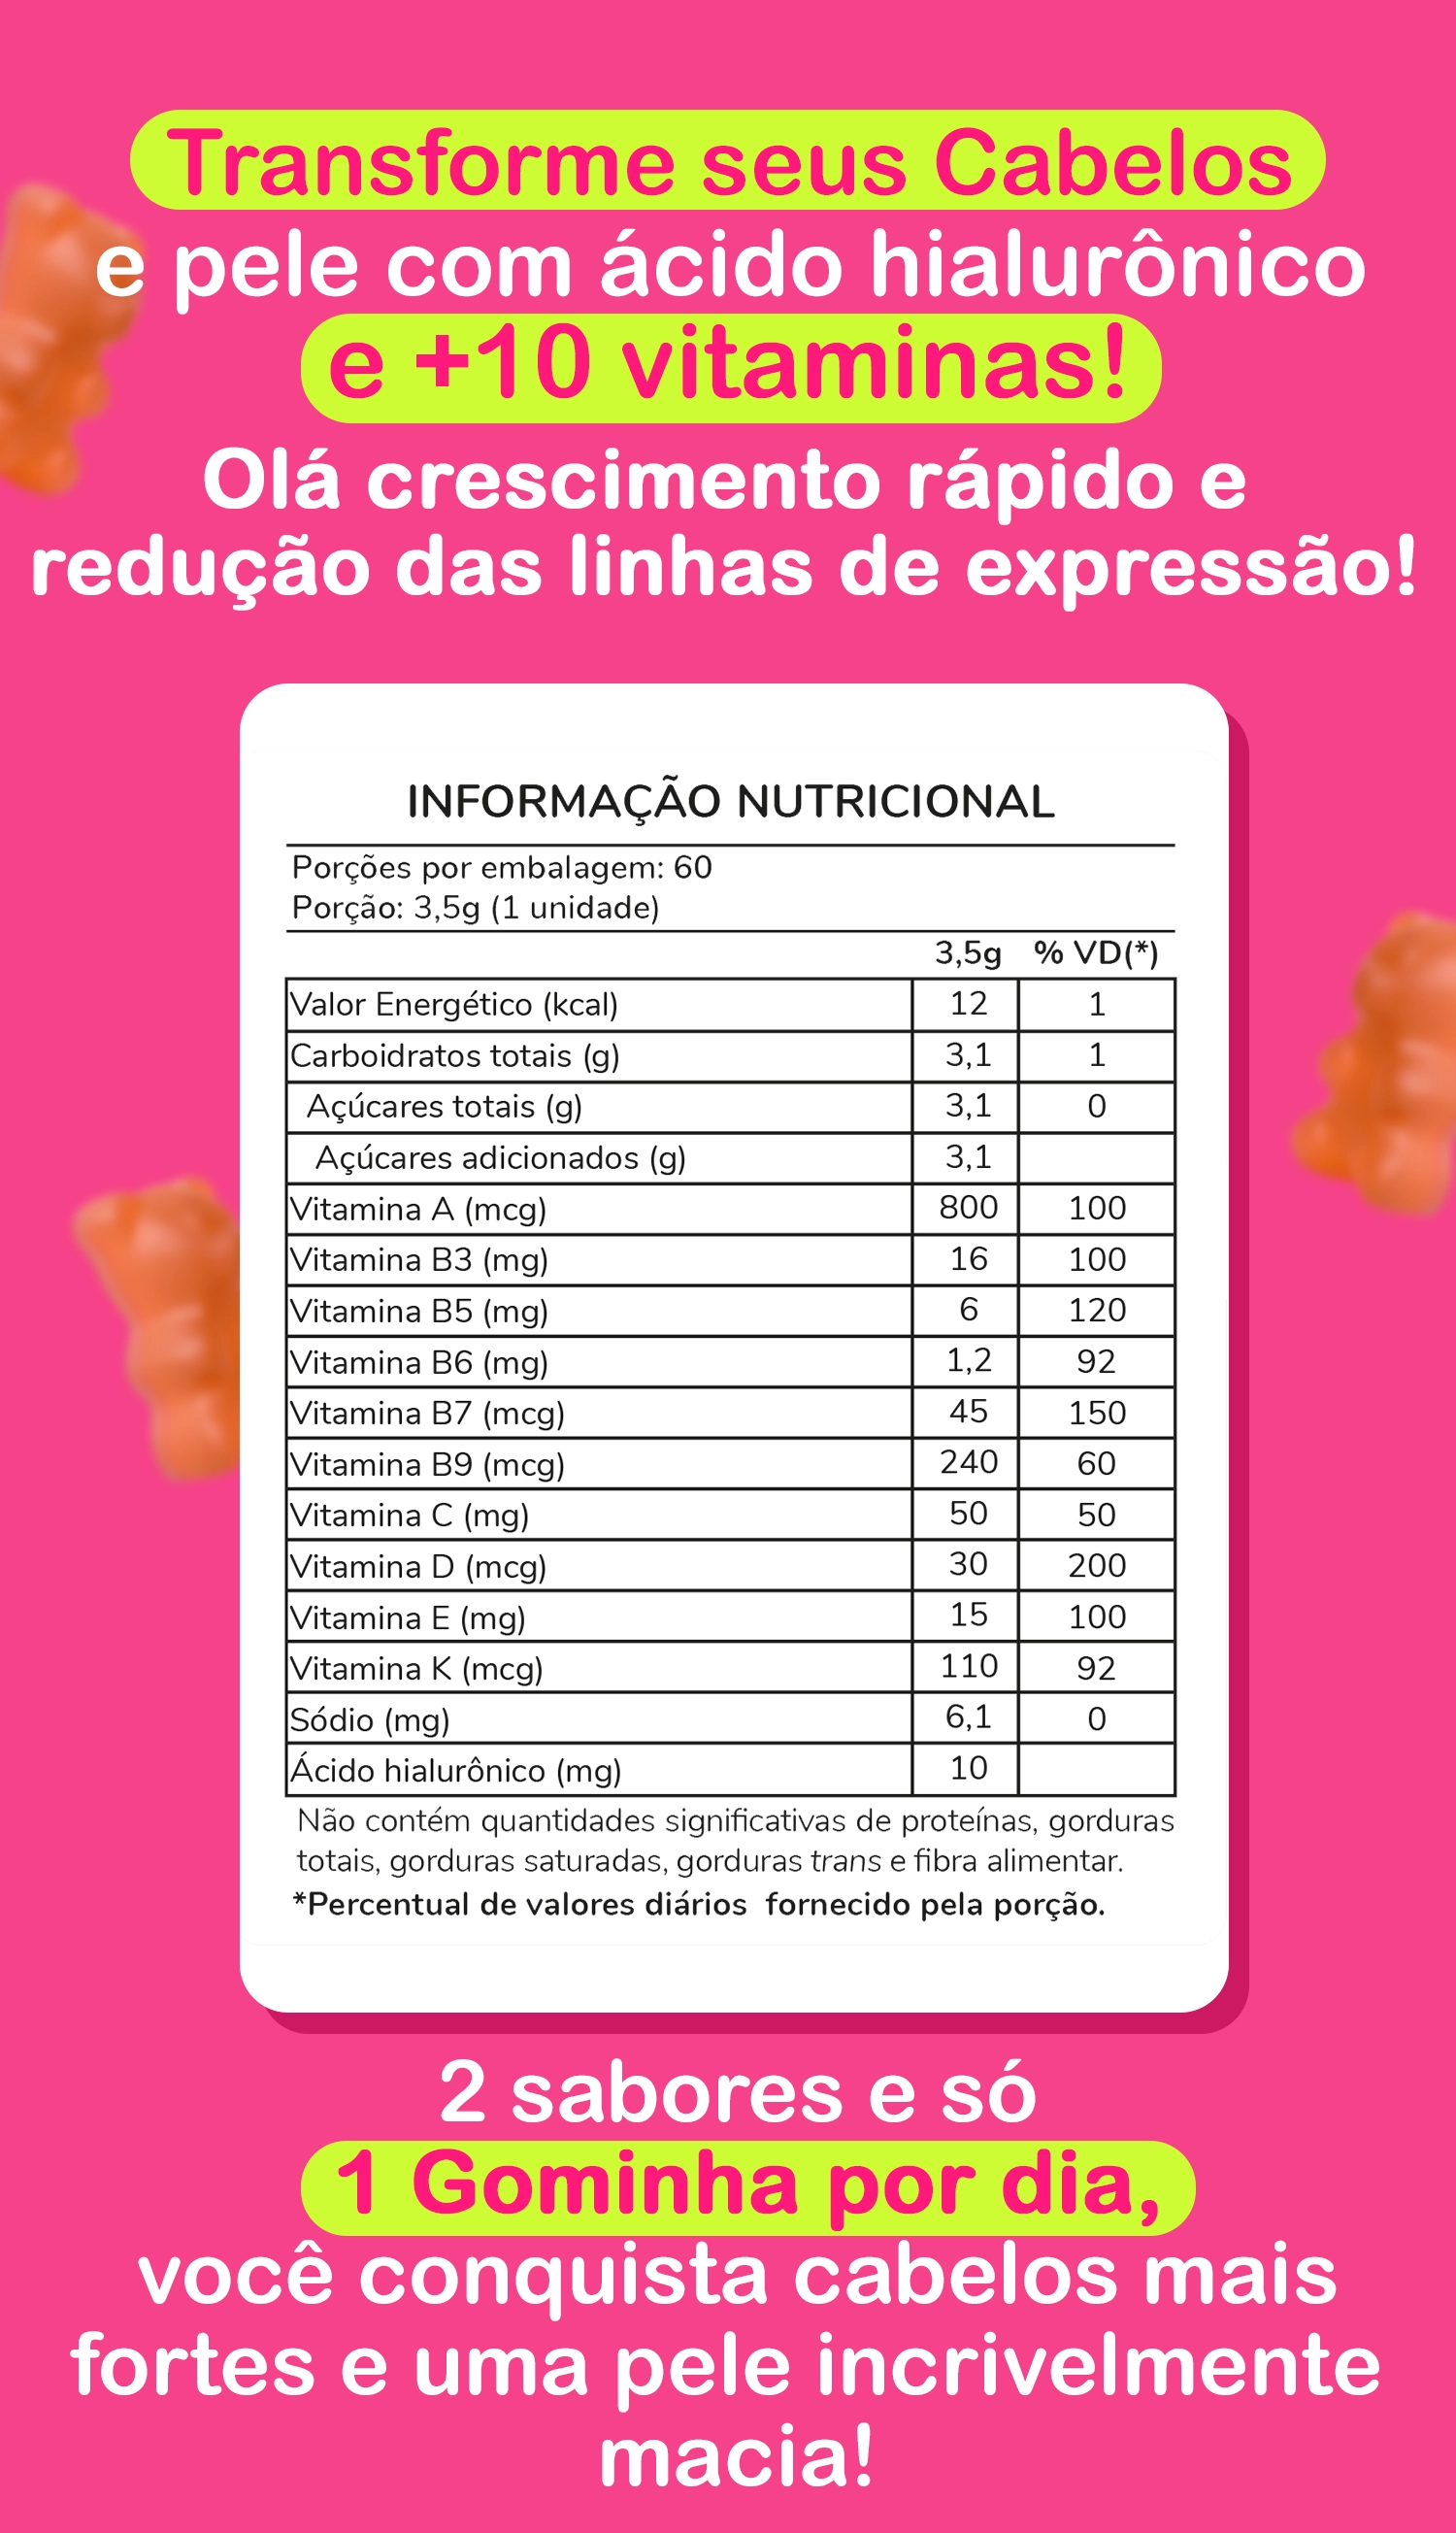 Transforme seus Cabelos
e pele com ácido hialurônico
e +10 vitaminas!
Olá crescimento rápido e
redução das linhas de expressão!
INFORMAÇÃO NUTRICIONAL
Porções por embalagem: 60
Porção: 3,5g (1 unidade)
3,5g % VD(*)
Valor Energético (kcal) 12 1
Carboidratos totais (g) 3,1 1
Açúcares totais (g) 3,1 0
Açúcares adicionados (g) 3,1
Vitamina A (mcg) 800 100
Vitamina B3 (mg) 16 100
Vitamina B5 (mg) 6 120
Vitamina B6 (mg) 1,2 92
Vitamina B7 (mcg) 45 150
Vitamina B9 (mcg) 240 60
Vitamina C (mg) 50 50
Vitamina D (mcg) 30 200
Vitamina E (mg) 15 100
Vitamina K (mcg) 110 92
Sódio (mg) 6,1 0
Ácido hialurônico (mg) 10
Não contém quantidades significativas de proteínas, gorduras
totais, gorduras saturadas, gorduras trans e fibra alimentar.
*Percentual de valores diários fornecido pela porção.
2 sabores e só
1 Gominha por dia,
você conquista cabelos mais
fortes e uma pele incrivelmente
macia!